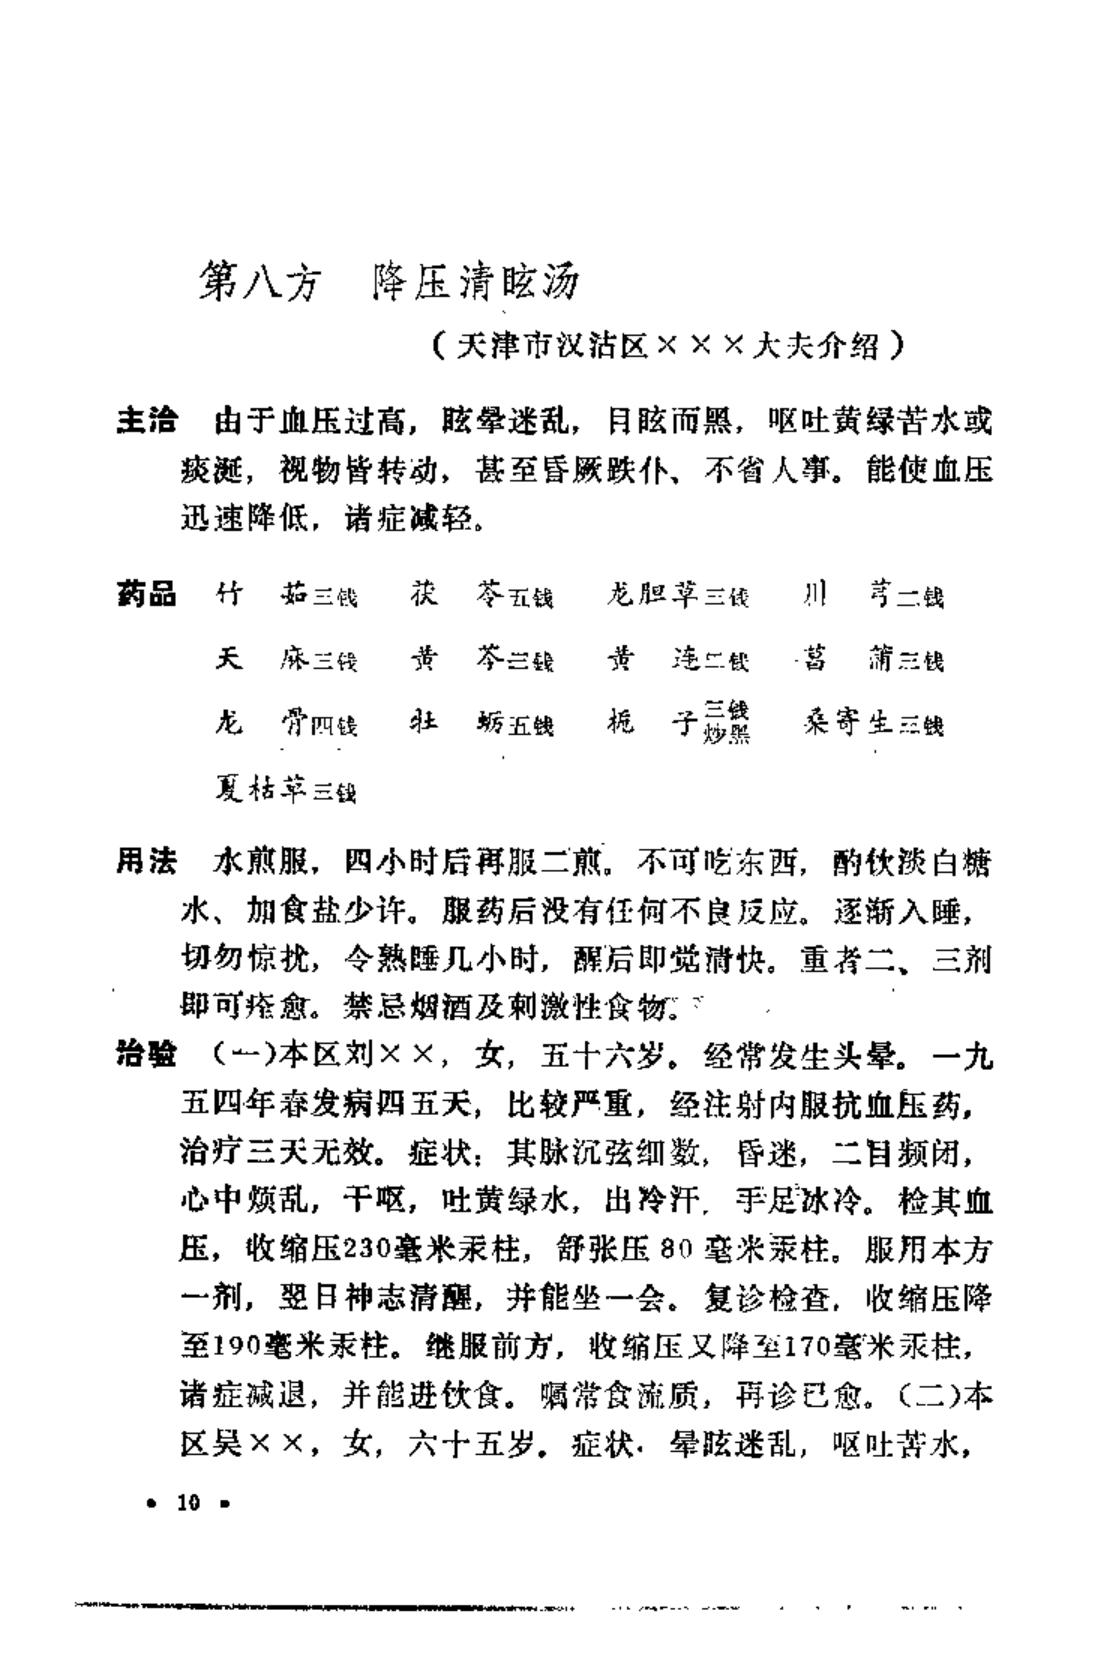 第八方 降压清眩汤
（天津市汉沽区×××大夫介绍）
主治 由于血压过高，眩晕迷乱，目眩而黑，呕吐黄绿苦水或
痰涎，视物皆转动，甚至昏厥跌仆、不省人事。能使血压
迅速降低，诸症减轻。
药品 竹茹三钱 茯苓五钱 龙胆草三钱 川芎二钱
天麻三钱 黄芩三钱 黄连二钱 菖蒲三钱
龙骨四钱 牡蛎五钱 栀子三钱炒黑 桑寄生三钱
夏枯草三钱
用法 水煎服，四小时后再服二煎。不可吃东西，酌饮淡白糖
水、加食盐少许。服药后没有任何不良反应。逐渐入睡，
切勿惊扰，令熟睡几小时，醒后即觉清快。重者二、三剂
即可痊愈。禁忌烟酒及刺激性食物。
治验 （一）本区刘××，女，五十六岁。经常发生头晕。一九
五四年春发病四五天，比较严重，经注射内服抗血压药，
治疗三天无效。症状：其脉沉弦细数，昏迷，二目频闭，
心中烦乱，干呕，吐黄绿水，出冷汗，手足冰冷。检其血
压，收缩压230毫米汞柱，舒张压80毫米汞柱。服用本方
一剂，翌日神志清醒，并能坐一会。复诊检查，收缩压降
至190毫米汞柱。继服前方，收缩压又降至170毫米汞柱，
诸症减退，并能进饮食。嘱常食流质，再诊已愈。（二）本
区吴××，女，六十五岁。症状：晕眩迷乱，呕吐苦水，
• 10 •